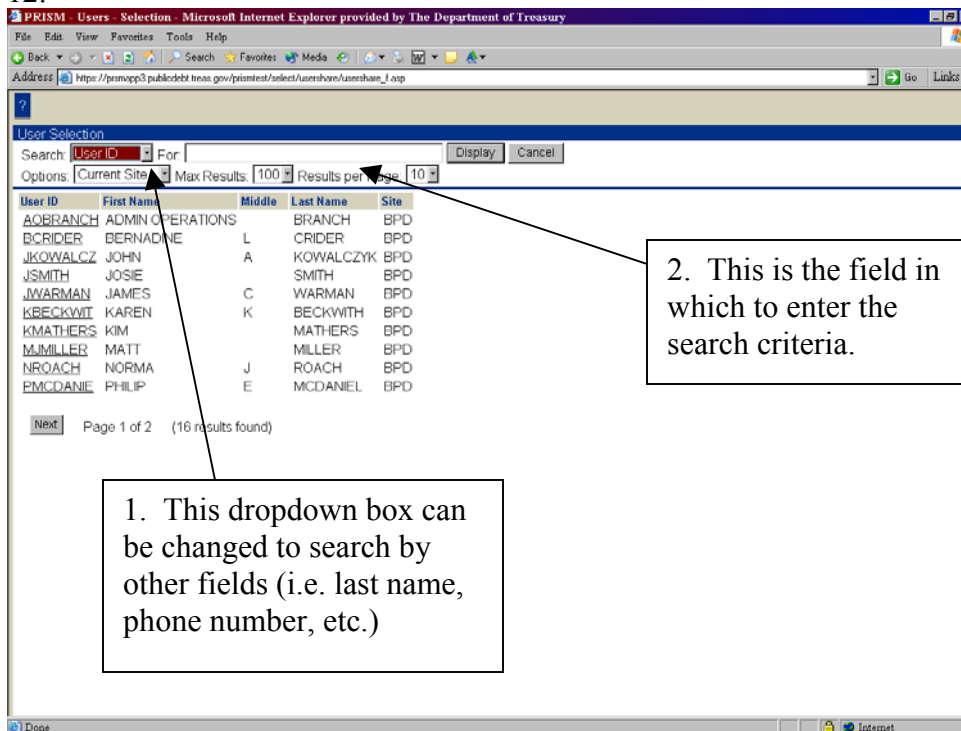 12.
PRISM - Users - Selection - Microsoft Internet Explorer provided by The Department of Treasury
File Edit View Favorites Tools Help
Back Search Favorites Media
Address https://prismapp3.publicdebt.treas.gov/prismtest/select/usershare/usershare_f.asp Go Links
?
User Selection
Search: User ID For: Display Cancel
Options: Current Site Max Results: 100 Results per Page: 10
User ID First Name Middle Last Name Site
AOBRANCH ADMIN OPERATIONS BRANCH BPD
BCRIDER BERNADINE L CRIDER BPD
JKOWALCZ JOHN A KOWALCZYK BPD
JSMITH JOSIE SMITH BPD
JWARMAN JAMES C WARMAN BPD
KBECKWIT KAREN K BECKWITH BPD
KMATHERS KIM MATHERS BPD
MJMILLER MATT MILLER BPD
NROACH NORMA J ROACH BPD
PMCDANIE PHILIP E MCDANIEL BPD
Next Page 1 of 2 (16 results found)
2. This is the field in
which to enter the
search criteria.
1. This dropdown box can
be changed to search by
other fields (i.e. last name,
phone number, etc.)
Done Internet